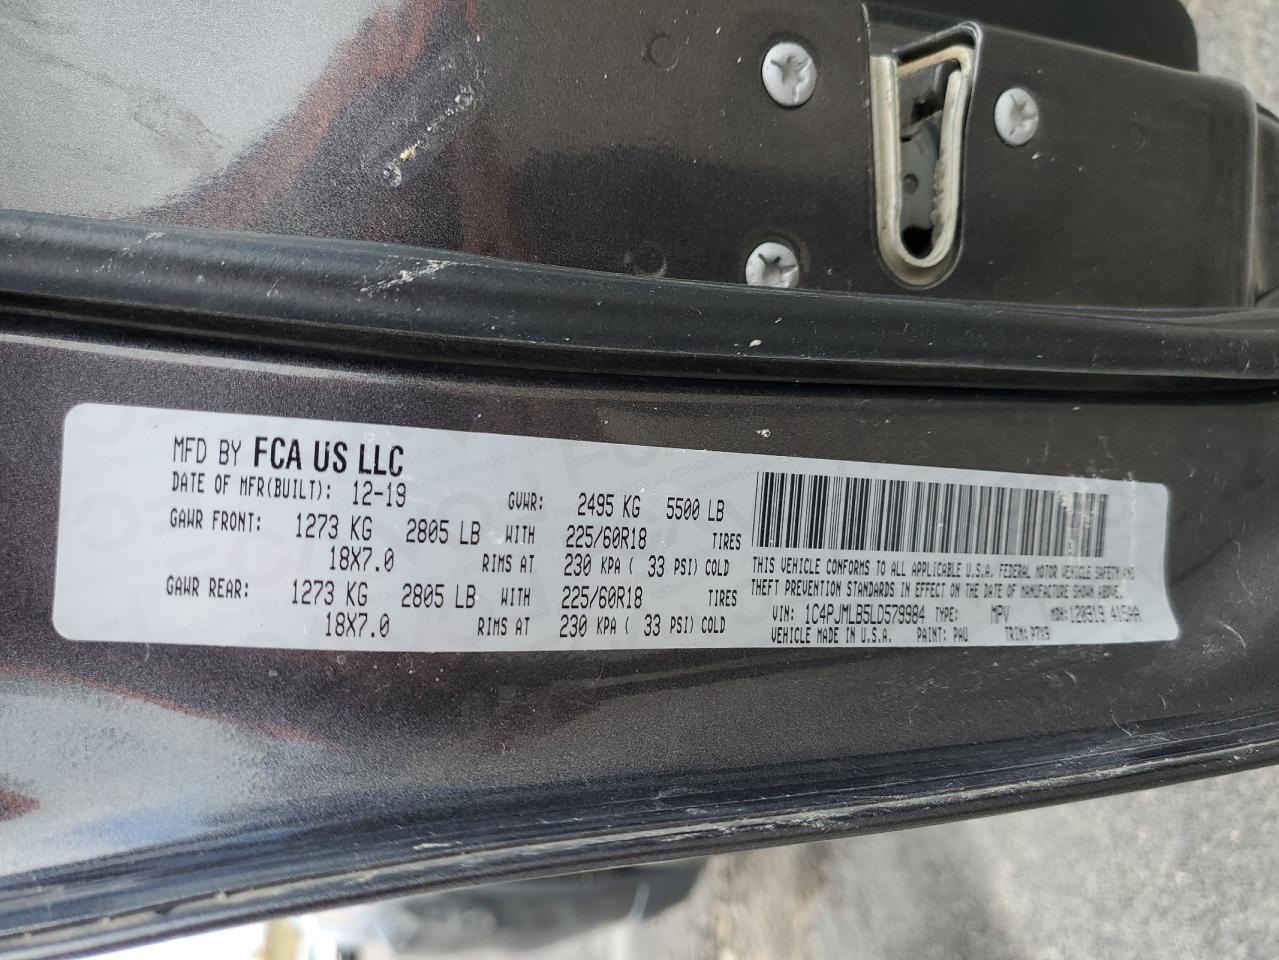 MFD BY FCA US LLC
DATE OF MFR(BUILT): 12-19 GVWR: 2495 KG 5500 LB
GAWR FRONT: 1273 KG 2805 LB WITH 225/60R18 TIRES
18X7.0 RIMS AT 230 KPA ( 33 PSI) COLD
GAWR REAR: 1273 KG 2805 LB WITH 225/60R18 TIRES
18X7.0 RIMS AT 230 KPA ( 33 PSI) COLD
THIS VEHICLE CONFORMS TO ALL APPLICABLE U.S.A. FEDERAL MOTOR VEHICLE SAFETY AND
THEFT PREVENTION STANDARDS IN EFFECT ON THE DATE OF MANUFACTURE SHOWN ABOVE.
VIN: 1C4PJMLB5LD579984 TYPE: MPV MDH: 120919 415AA
VEHICLE MADE IN U.S.A. PAINT: PAU TRIM: